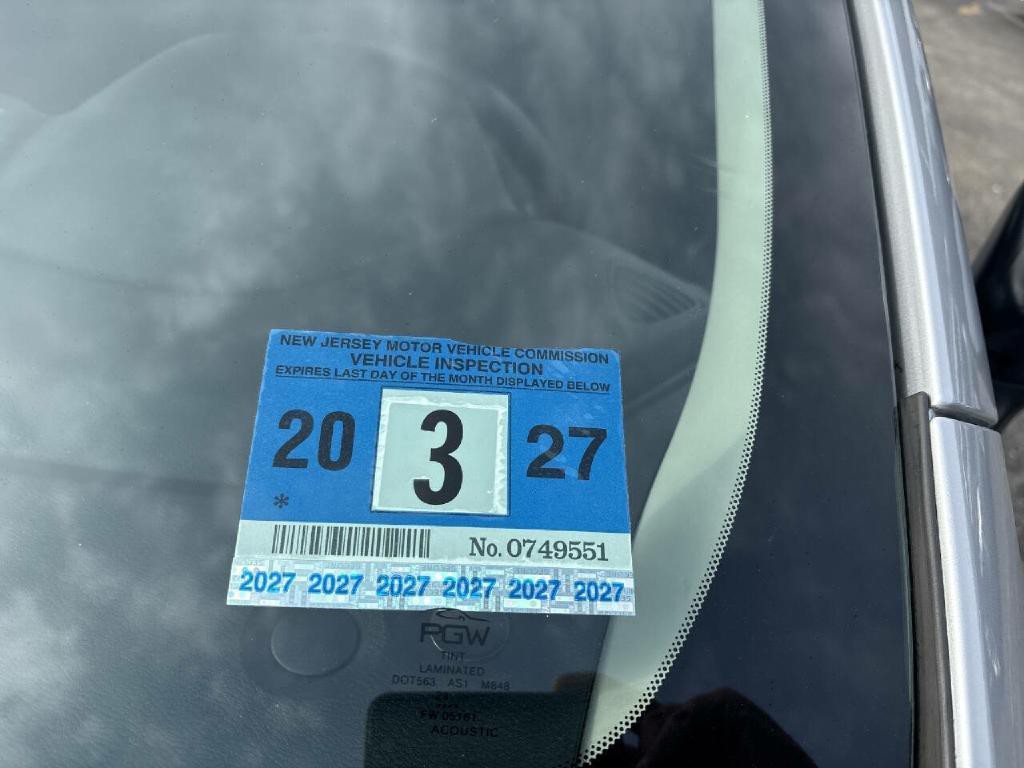 NEW JERSEY MOTOR VEHICLE COMMISSION
VEHICLE INSPECTION
EXPIRES LAST DAY OF THE MONTH DISPLAYED BELOW
20 3 27
*
No. 0749551
2027 2027 2027 2027 2027 2027
PGW
TINT
LAMINATED
DOT563 AS1 M848
FW05161
ACOUSTIC